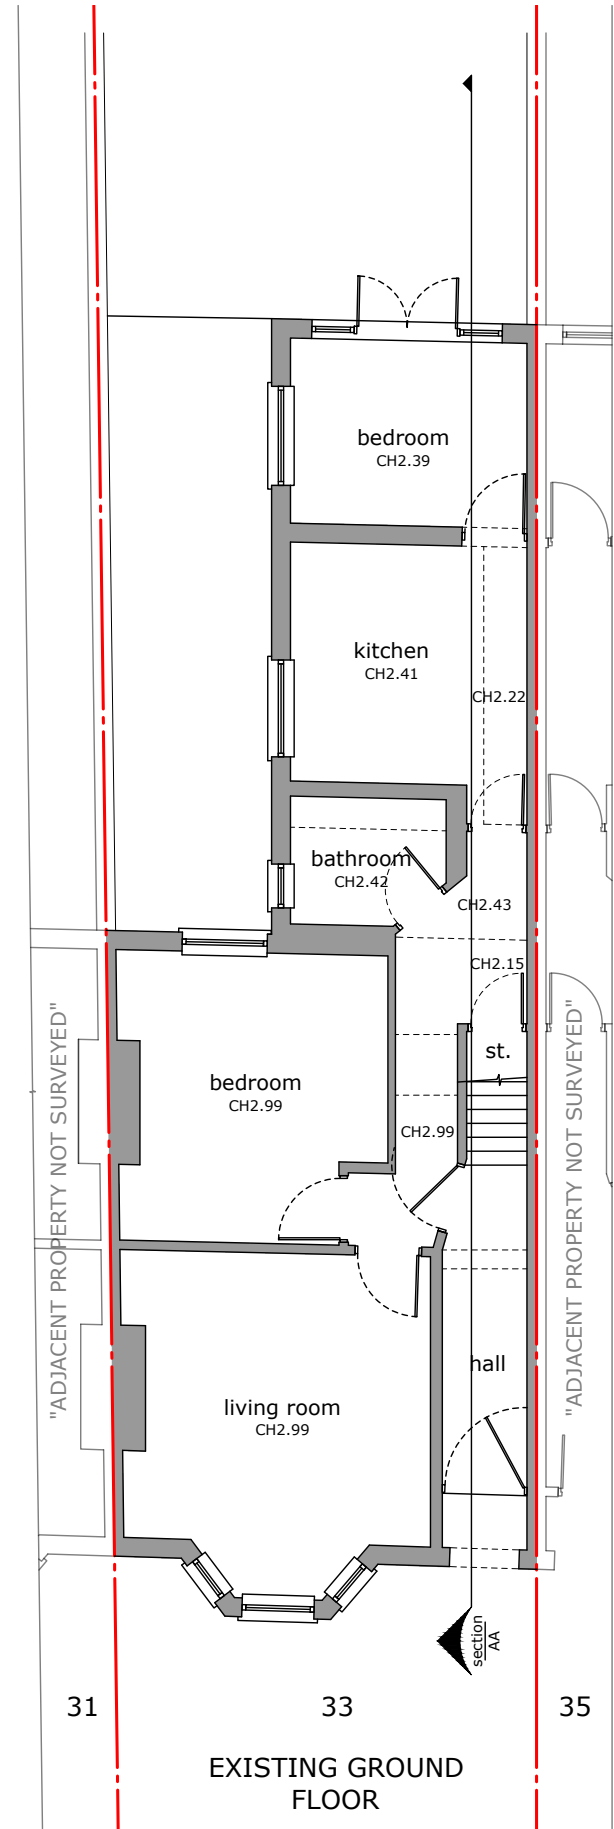 bedroom
CH2.39
kitchen
CH2.41
CH2.22
bathroom
CH2.42
CH2.43
CH2.15
st.
bedroom
CH2.99
CH2.99
"ADJACENT PROPERTY NOT SURVEYED"
"ADJACENT PROPERTY NOT SURVEYED"
hall
living room
CH2.99
section
AA
31
33
35
EXISTING GROUND
FLOOR